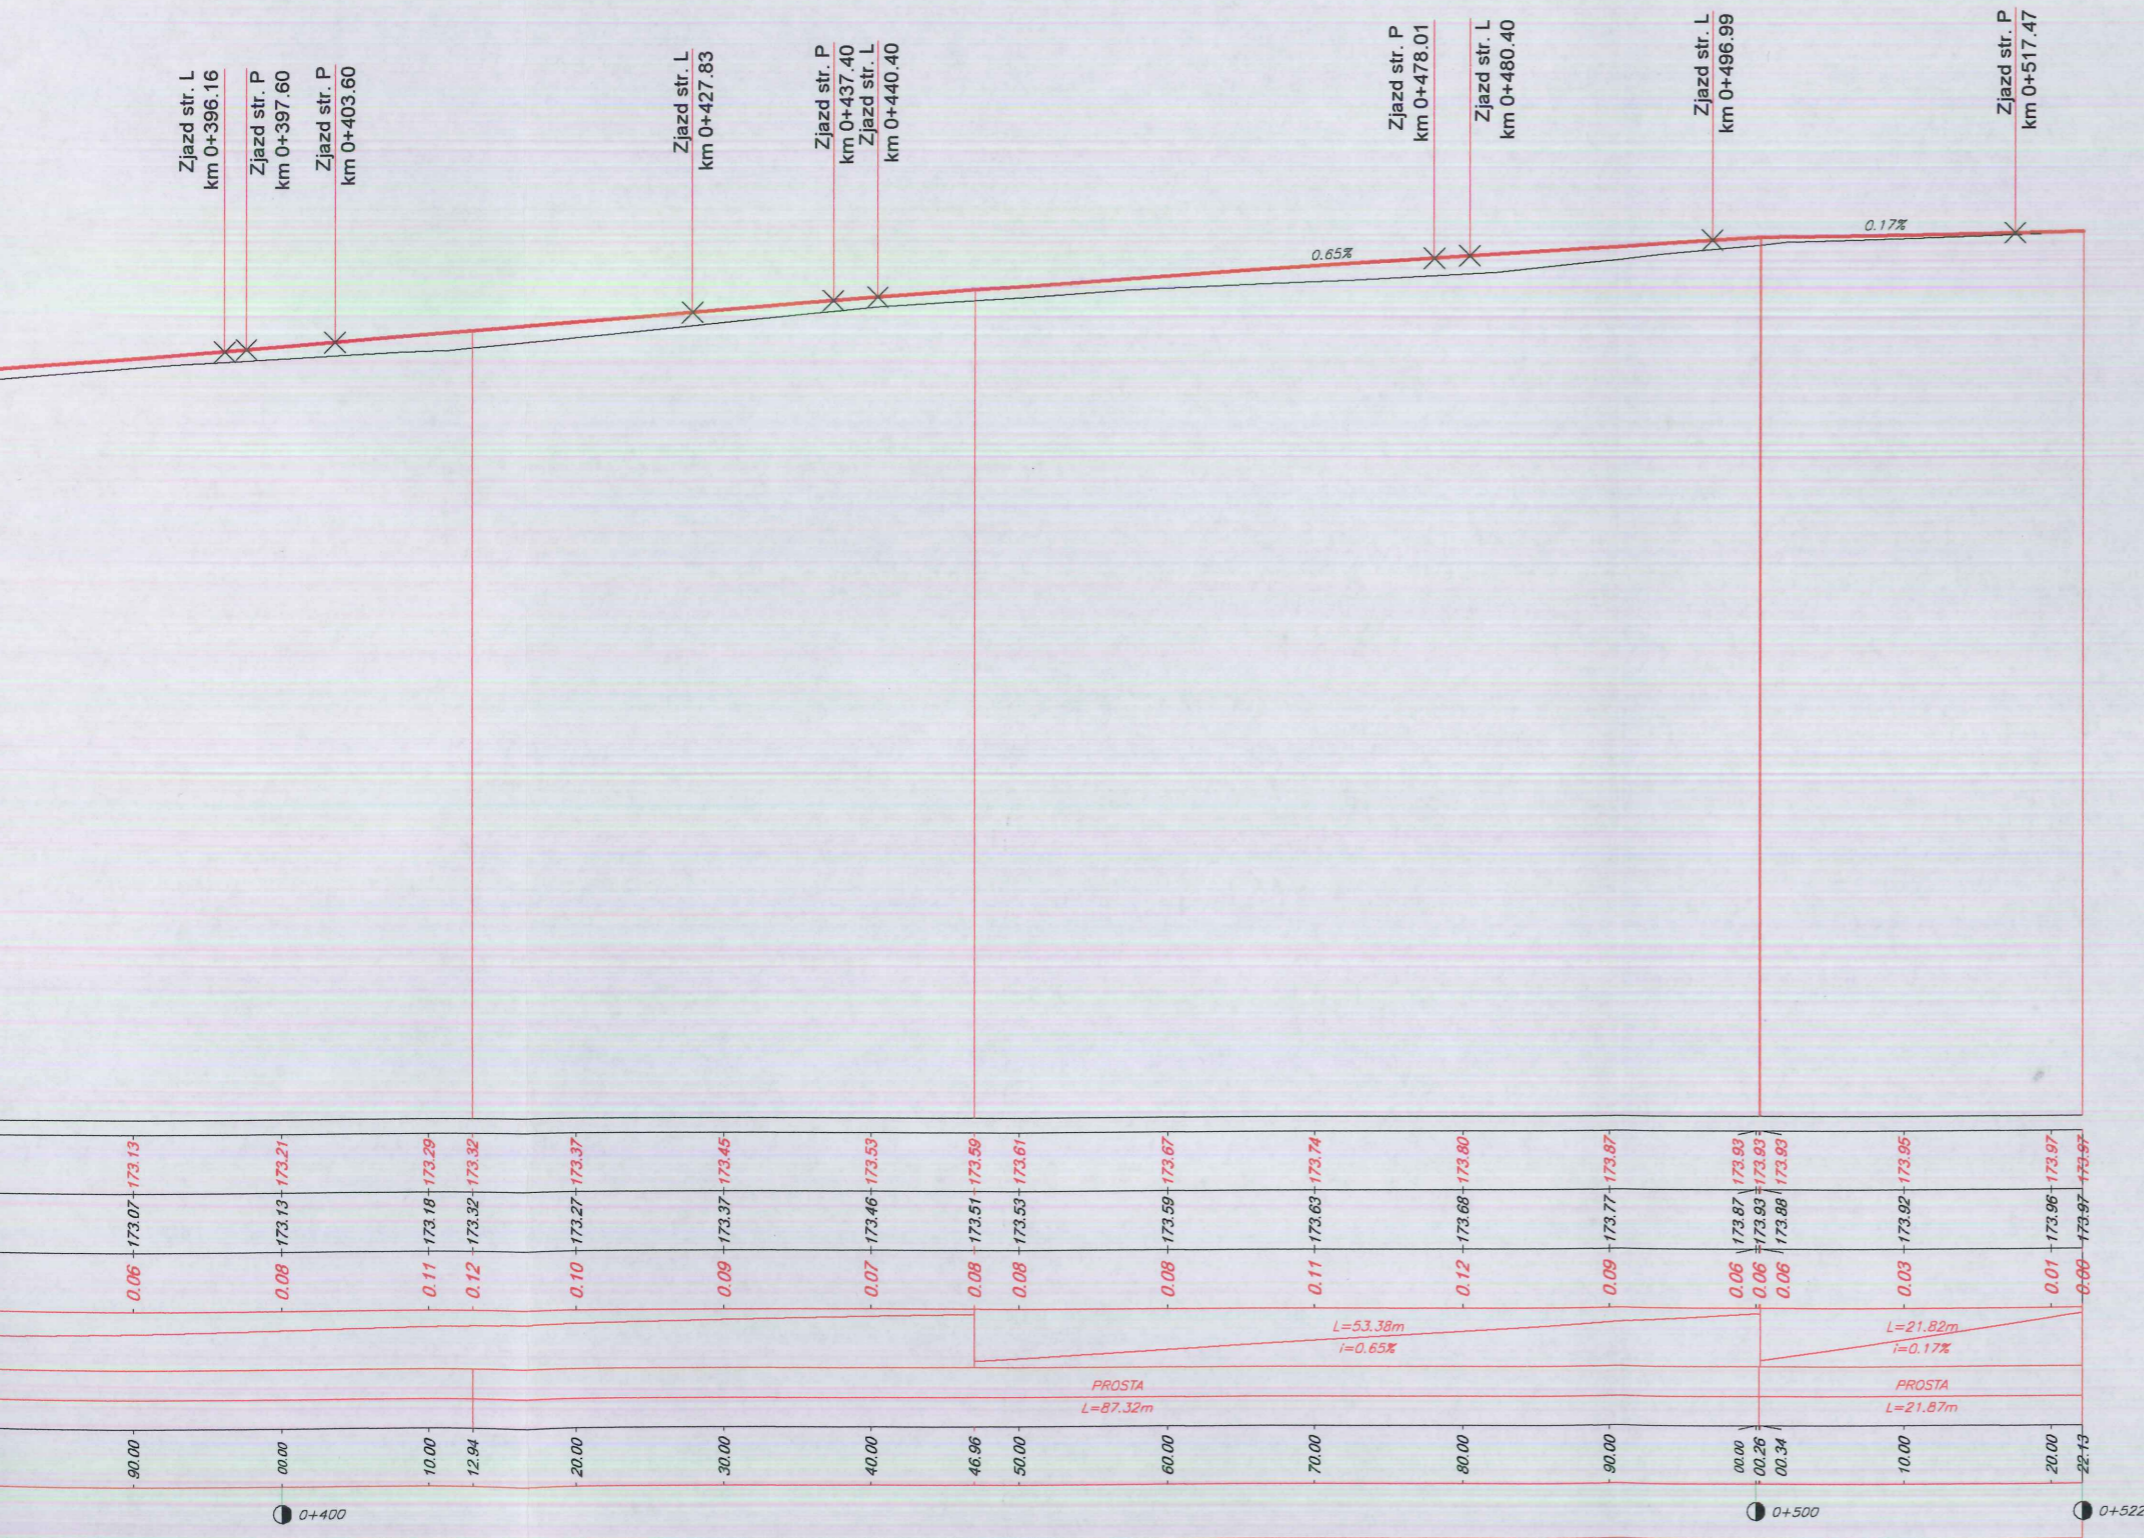 Zjazd str. L
km 0+396.16
Zjazd str. P
km 0+397.60
Zjazd str. P
km 0+403.60
Zjazd str. L
km 0+427.83
Zjazd str. P
km 0+437.40
Zjazd str. L
km 0+440.40
Zjazd str. P
km 0+478.01
Zjazd str. L
km 0+480.40
Zjazd str. L
km 0+496.99
Zjazd str. P
km 0+517.47
0.65%
0.17%
173.13 173.21 173.29 173.32 173.37 173.45 173.53 173.59 173.61 173.67 173.74 173.80 173.87 173.93 173.93 173.93 173.95 173.97 173.97
173.07 173.13 173.18 173.32 173.27 173.37 173.46 173.51 173.53 173.59 173.63 173.68 173.77 173.87 173.93 173.88 173.92 173.96 173.97
0.06 0.08 0.11 0.12 0.10 0.09 0.07 0.08 0.08 0.08 0.11 0.12 0.09 0.06 0.06 0.06 0.03 0.01 0.00
L=53.38m
i=0.65%
L=21.82m
i=0.17%
PROSTA
L=87.32m
PROSTA
L=21.87m
90.00 00.00 10.00 12.94 20.00 30.00 40.00 46.96 50.00 60.00 70.00 80.00 90.00 00.00 00.26 00.34 10.00 20.00 22.13
0+400
0+500
0+522